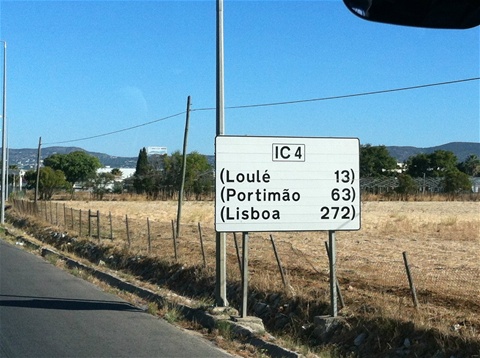 IC 4
(Loulé 13)
(Portimão 63)
(Lisboa 272)